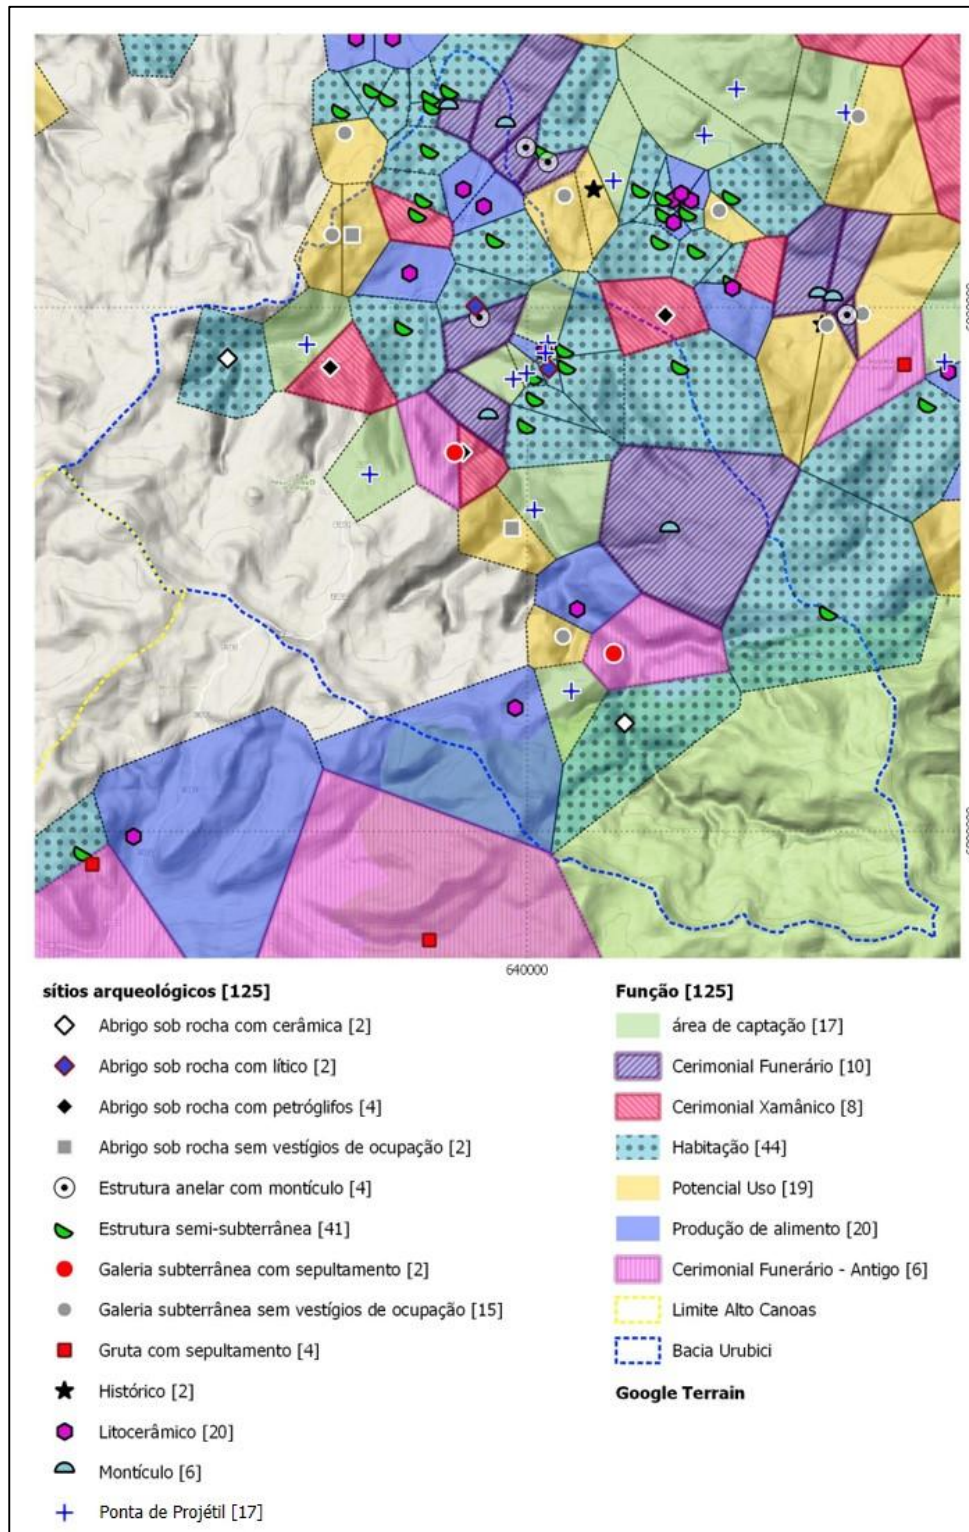 640000
sítios arqueológicos [125]
Abrigo sob rocha com cerâmica [2]
Abrigo sob rocha com lítico [2]
Abrigo sob rocha com petróglifos [4]
Abrigo sob rocha sem vestígios de ocupação [2]
Estrutura anelar com montículo [4]
Estrutura semi-subterrânea [41]
Galeria subterrânea com sepultamento [2]
Galeria subterrânea sem vestígios de ocupação [15]
Gruta com sepultamento [4]
Histórico [2]
Litocerâmico [20]
Montículo [6]
Ponta de Projétil [17]
Função [125]
área de captação [17]
Cerimonial Funerário [10]
Cerimonial Xamânico [8]
Habitação [44]
Potencial Uso [19]
Produção de alimento [20]
Cerimonial Funerário - Antigo [6]
Limite Alto Canoas
Bacia Urubici
Google Terrain